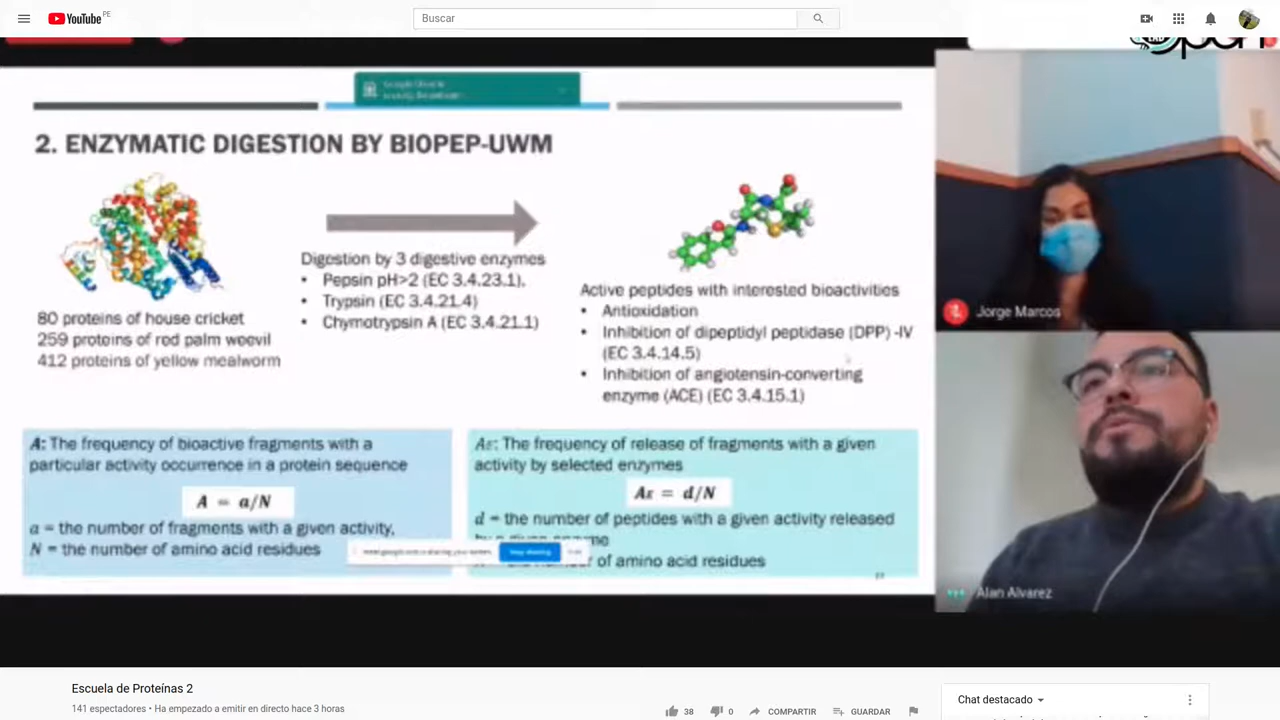 YouTube PE
Buscar
2. ENZYMATIC DIGESTION BY BIOPEP-UWM
80 proteins of house cricket
259 proteins of red palm weevil
412 proteins of yellow mealworm
Digestion by 3 digestive enzymes
• Pepsin pH>2 (EC 3.4.23.1),
• Trypsin (EC 3.4.21.4)
• Chymotrypsin A (EC 3.4.21.1)
Active peptides with interested bioactivities
• Antioxidation
• Inhibition of dipeptidyl peptidase (DPP) -IV
(EC 3.4.14.5)
• Inhibition of angiotensin-converting
enzyme (ACE) (EC 3.4.15.1)
A: The frequency of bioactive fragments with a
particular activity occurrence in a protein sequence
A = a/N
a = the number of fragments with a given activity,
N = the number of amino acid residues
AE: The frequency of release of fragments with a given
activity by selected enzymes
AE = d/N
d = the number of peptides with a given activity released
of amino acid residues
Stop sharing
Jorge Marcos
Alan Alvarez
Escuela de Proteínas 2
141 espectadores • Ha empezado a emitir en directo hace 3 horas
38
0
COMPARTIR
GUARDAR
Chat destacado